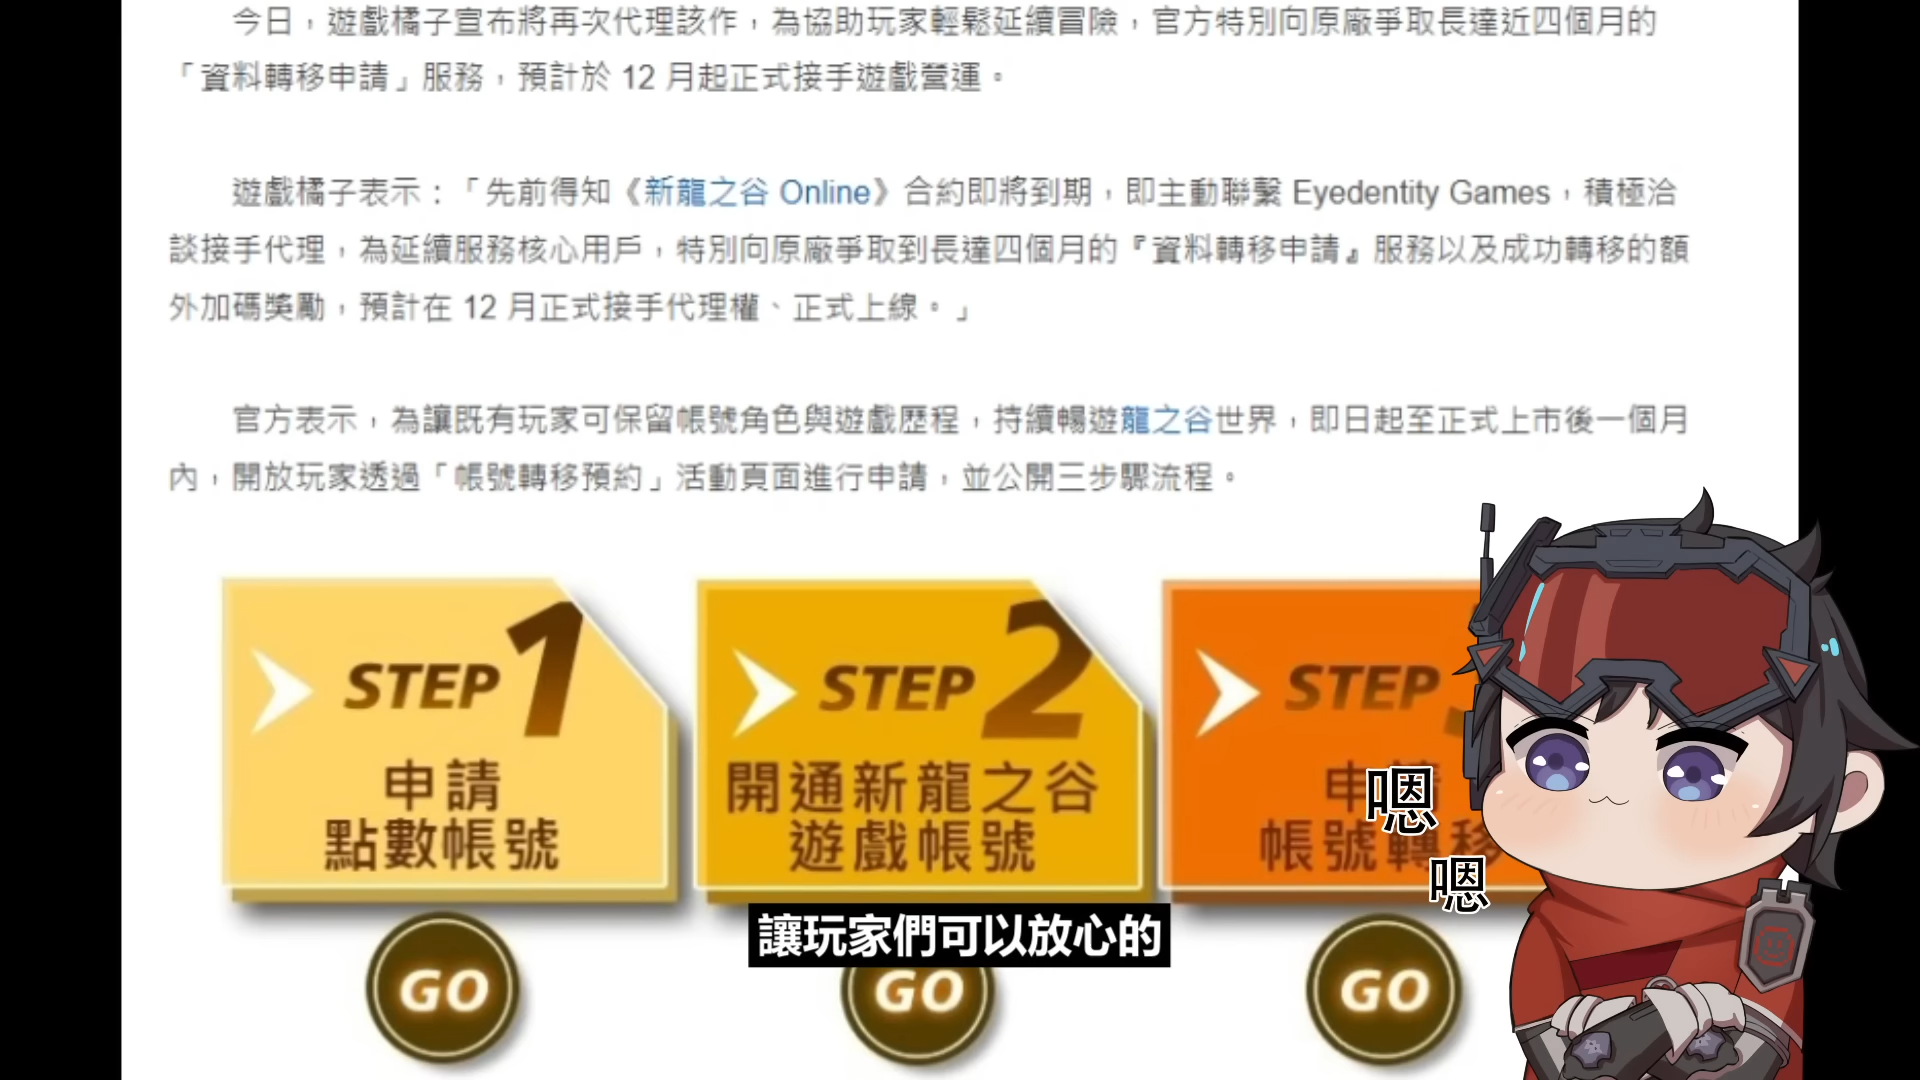 今日，遊戲橘子宣布將再次代理該作，為協助玩家輕鬆延續冒險，官方特別向原廠爭取長達近四個月的
「資料轉移申請」服務，預計於 12 月起正式接手遊戲營運。
遊戲橘子表示：「先前得知《新龍之谷 Online》合約即將到期，即主動聯繫 Eyedentity Games，積極洽
談接手代理，為延續服務核心用戶，特別向原廠爭取到長達四個月的『資料轉移申請』服務以及成功轉移的額
外加碼獎勵，預計在 12 月正式接手代理權、正式上線。」
官方表示，為讓既有玩家可保留帳號角色與遊戲歷程，持續暢遊龍之谷世界，即日起至正式上市後一個月
內，開放玩家透過「帳號轉移預約」活動頁面進行申請，並公開三步驟流程。
STEP1
申請
點數帳號
GO
STEP2
開通新龍之谷
遊戲帳號
GO
STEP
申
帳號轉移
GO
嗯
嗯
讓玩家們可以放心的